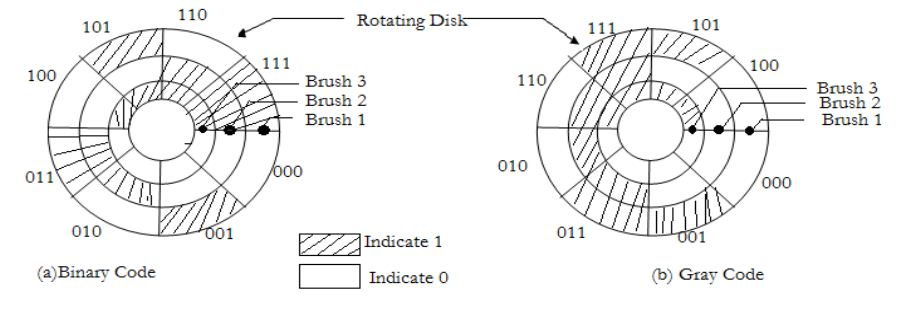 110
Rotating Disk
101
111
100
Brush 3
Brush 2
Brush 1
011
000
010
001
(a)Binary Code
111
101
110
100
Brush 3
Brush 2
Brush 1
010
000
011
001
(b) Gray Code
Indicate 1
Indicate 0